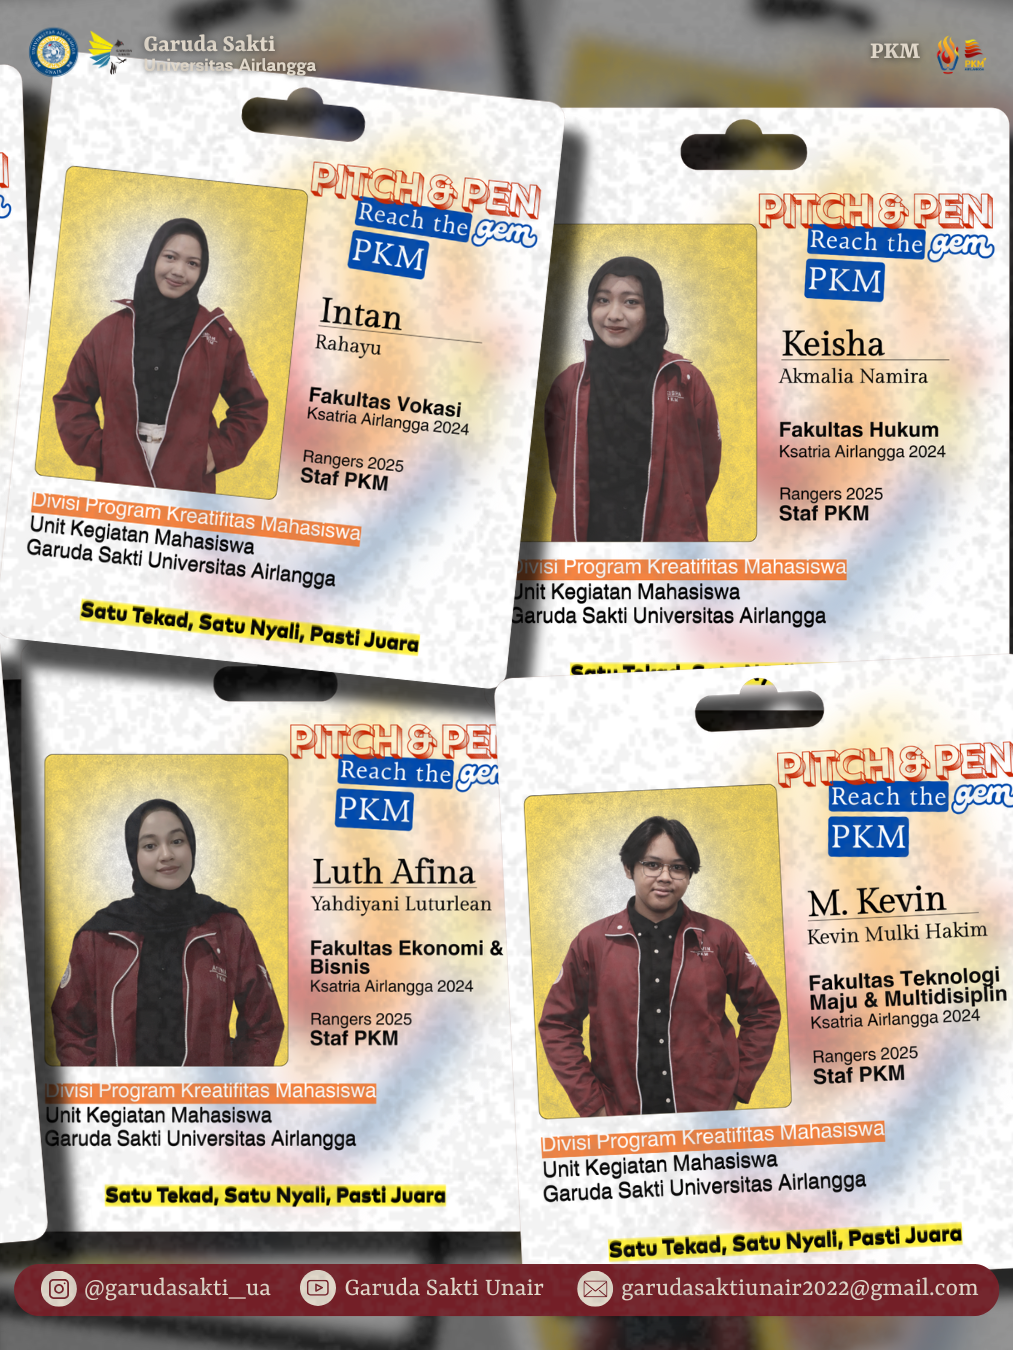 Garuda Sakti
Universitas Airlangga
PKM
PITCH & PEN
Reach the gem
PKM
Intan
Rahayu
Fakultas Vokasi
Ksatria Airlangga 2024
Rangers 2025
Staf PKM
Divisi Program Kreatifitas Mahasiswa
Unit Kegiatan Mahasiswa
Garuda Sakti Universitas Airlangga
Satu Tekad, Satu Nyali, Pasti Juara
PITCH & PEN
Reach the gem
PKM
Keisha
Akmalia Namira
Fakultas Hukum
Ksatria Airlangga 2024
Rangers 2025
Staf PKM
Divisi Program Kreatifitas Mahasiswa
Unit Kegiatan Mahasiswa
Garuda Sakti Universitas Airlangga
PITCH & PEN
Reach the gem
PKM
Luth Afina
Yahdiyani Luturlean
Fakultas Ekonomi &
Bisnis
Ksatria Airlangga 2024
Rangers 2025
Staf PKM
Divisi Program Kreatifitas Mahasiswa
Unit Kegiatan Mahasiswa
Garuda Sakti Universitas Airlangga
Satu Tekad, Satu Nyali, Pasti Juara
PITCH & PEN
Reach the gem
PKM
M. Kevin
Kevin Mulki Hakim
Fakultas Teknologi
Maju & Multidisiplin
Ksatria Airlangga 2024
Rangers 2025
Staf PKM
Divisi Program Kreatifitas Mahasiswa
Unit Kegiatan Mahasiswa
Garuda Sakti Universitas Airlangga
Satu Tekad, Satu Nyali, Pasti Juara
@garudasakti_ua
Garuda Sakti Unair
garudasaktiunair2022@gmail.com